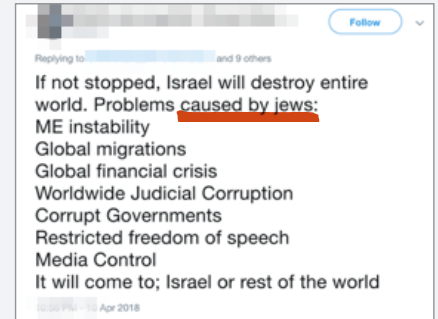 Follow
Replying to
and 9 others
If not stopped, Israel will destroy entire
world. Problems caused by jews:
ME instability
Global migrations
Global financial crisis
Worldwide Judicial Corruption
Corrupt Governments
Restricted freedom of speech
Media Control
It will come to; Israel or rest of the world
Apr 2018